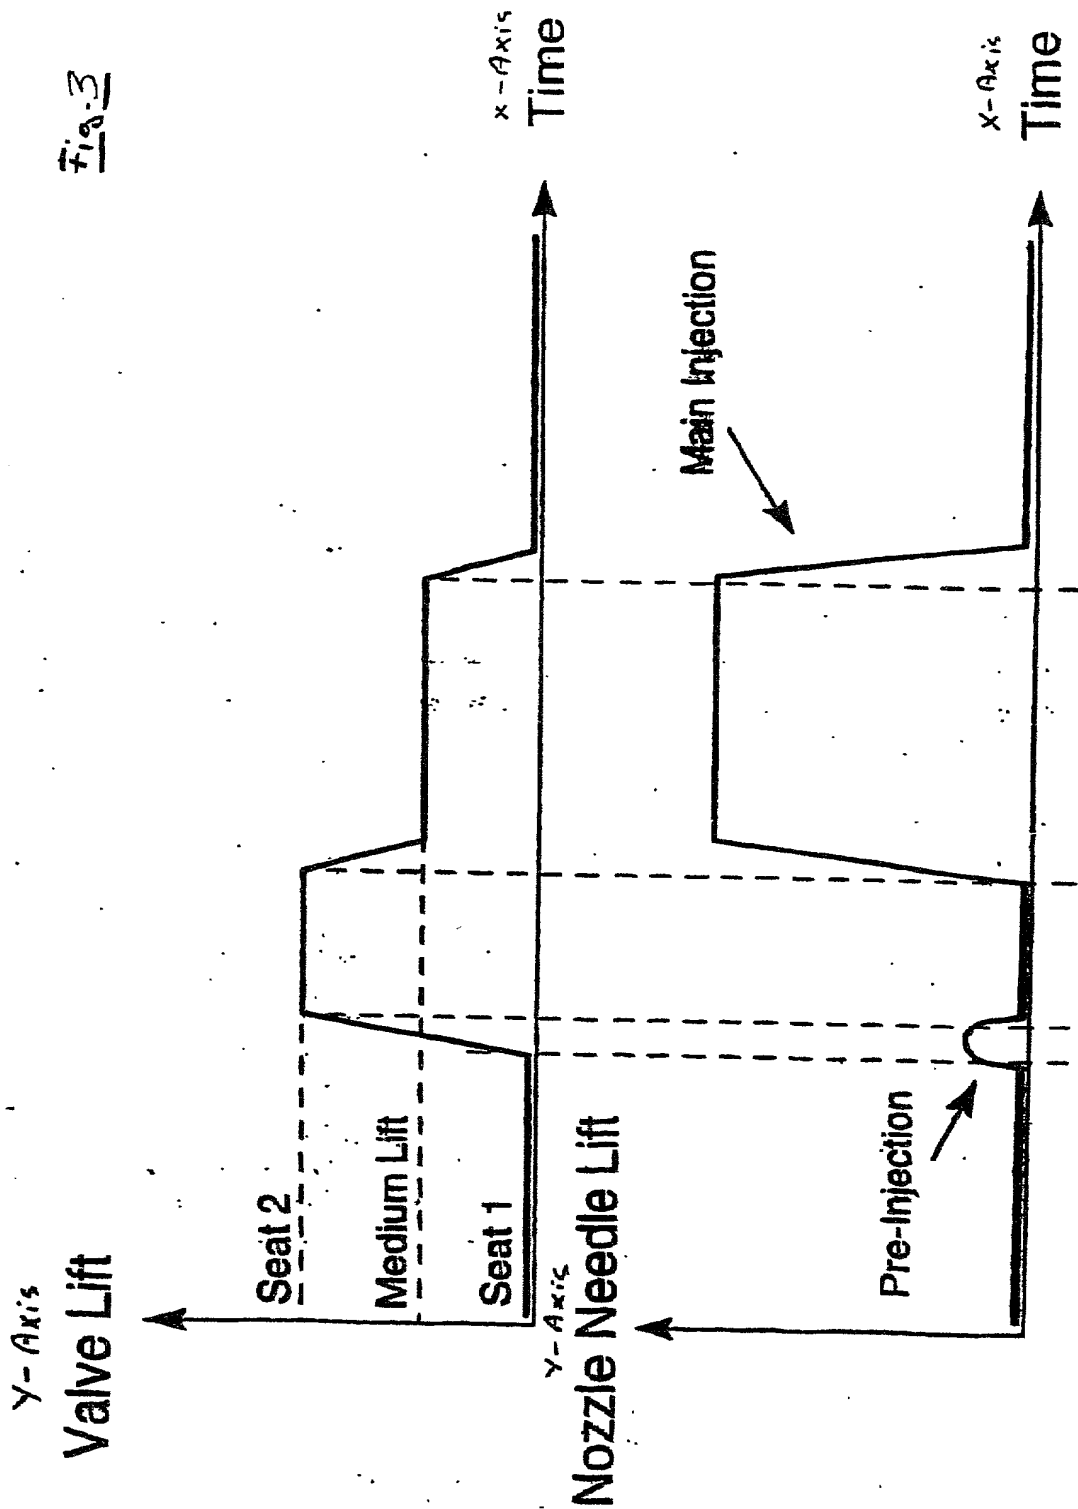 Fig. 3
Y-Axis
Valve Lift
Seat 2
Medium Lift
Seat 1
x-Axis
Time
Y-Axis
Nozzle Needle Lift
Pre-Injection
Main Injection
X-Axis
Time